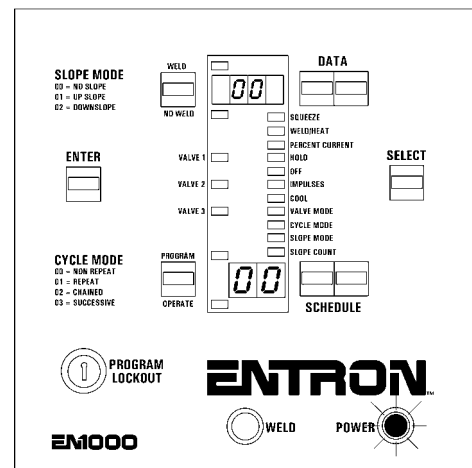 SLOPE MODE
00 = NO SLOPE
01 = UP SLOPE
02 = DOWNSLOPE
WELD
NO WELD
00
DATA
SQUEEZE
WELD/HEAT
PERCENT CURRENT
HOLD
OFF
IMPULSES
COOL
VALVE MODE
CYCLE MODE
SLOPE MODE
SLOPE COUNT
ENTER
VALVE 1
VALVE 2
VALVE 3
SELECT
CYCLE MODE
00 = NON REPEAT
01 = REPEAT
02 = CHAINED
03 = SUCCESSIVE
PROGRAM
OPERATE
00
SCHEDULE
PROGRAM
LOCKOUT
ENTRON™
EN1000
WELD
POWER